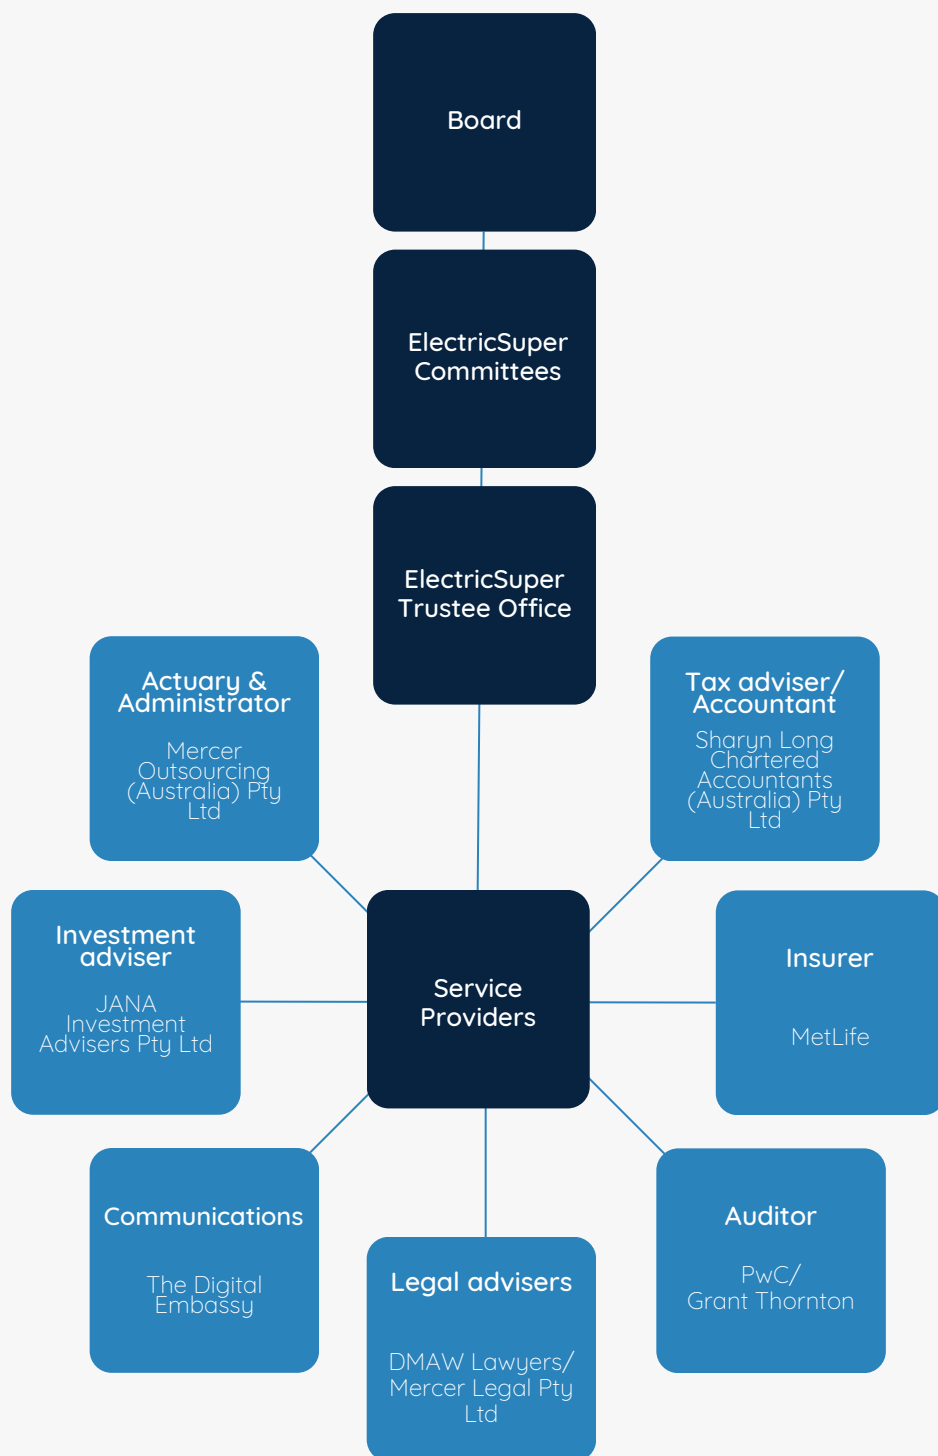 Board
ElectricSuper
Committees
ElectricSuper
Trustee Office
Actuary &
Administrator
Mercer
Outsourcing
(Australia) Pty
Ltd
Tax adviser/
Accountant
Sharyn Long
Chartered
Accountants
(Australia) Pty
Ltd
Investment
adviser
JANA
Investment
Advisers Pty Ltd
Service
Providers
Insurer
MetLife
Communications
The Digital
Embassy
Legal advisers
DMAW Lawyers/
Mercer Legal Pty
Ltd
Auditor
PwC/
Grant Thornton